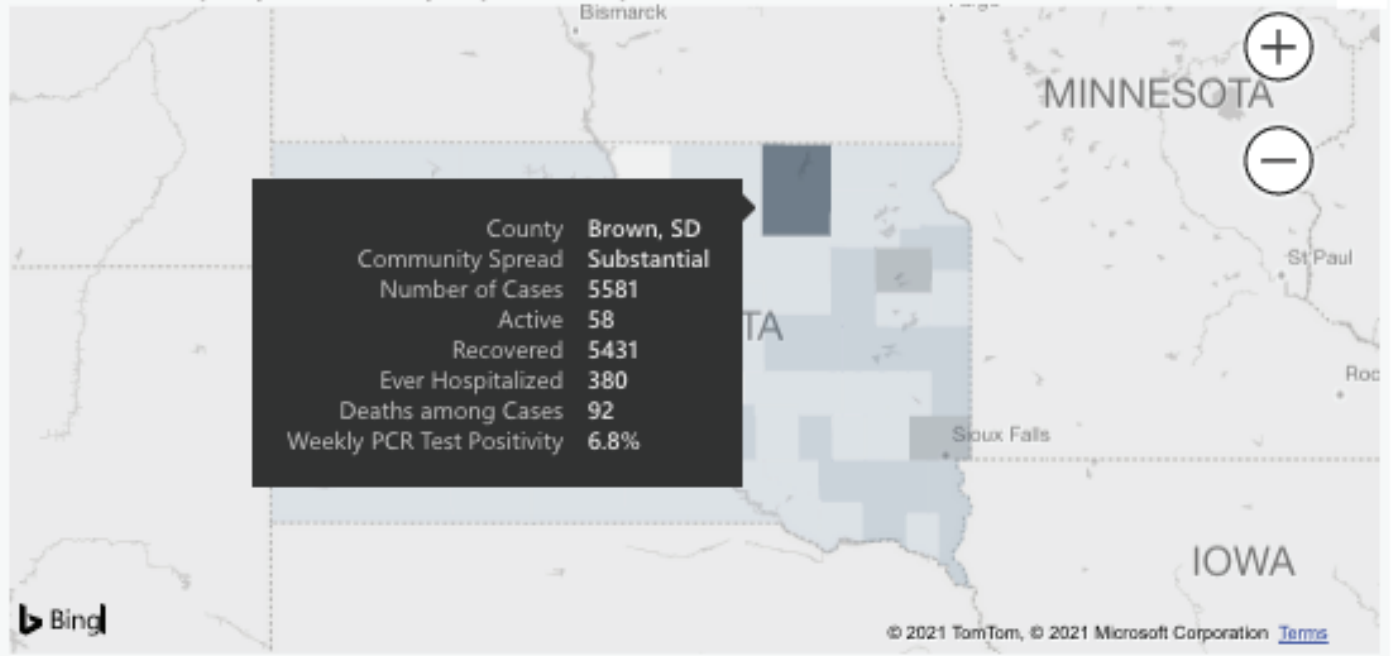 Bismarck
MINNESOTA
County Brown, SD
Community Spread Substantial
Number of Cases 5581
Active 58
Recovered 5431
Ever Hospitalized 380
Deaths among Cases 92
Weekly PCR Test Positivity 6.8%
St Paul
TA
Roc
Sioux Falls
IOWA
Bing
© 2021 TomTom, © 2021 Microsoft Corporation Terms